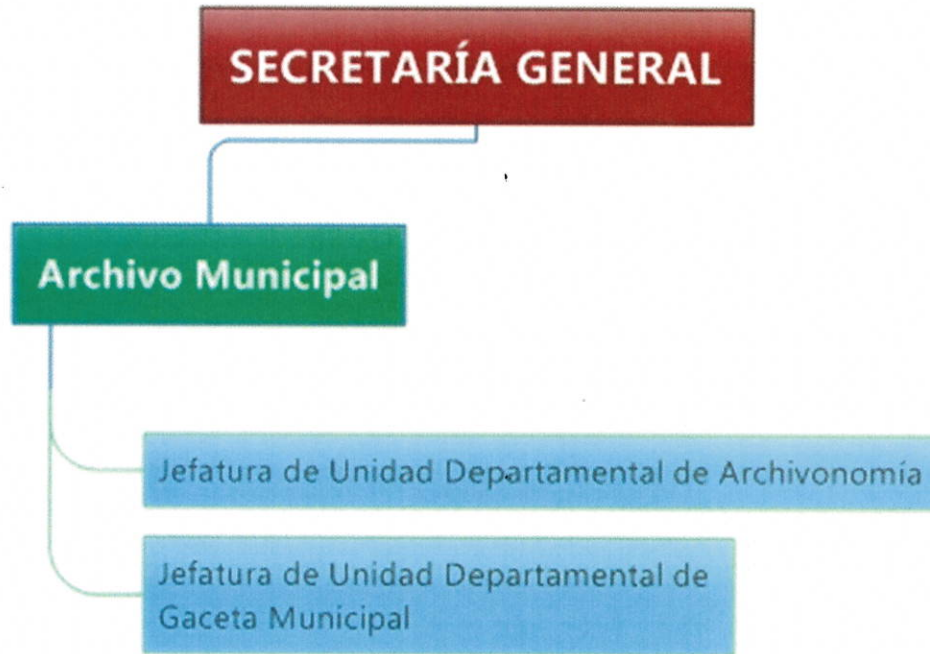 SECRETARÍA GENERAL
Archivo Municipal
Jefatura de Unidad Departamental de Archivonomía
Jefatura de Unidad Departamental de
Gaceta Municipal